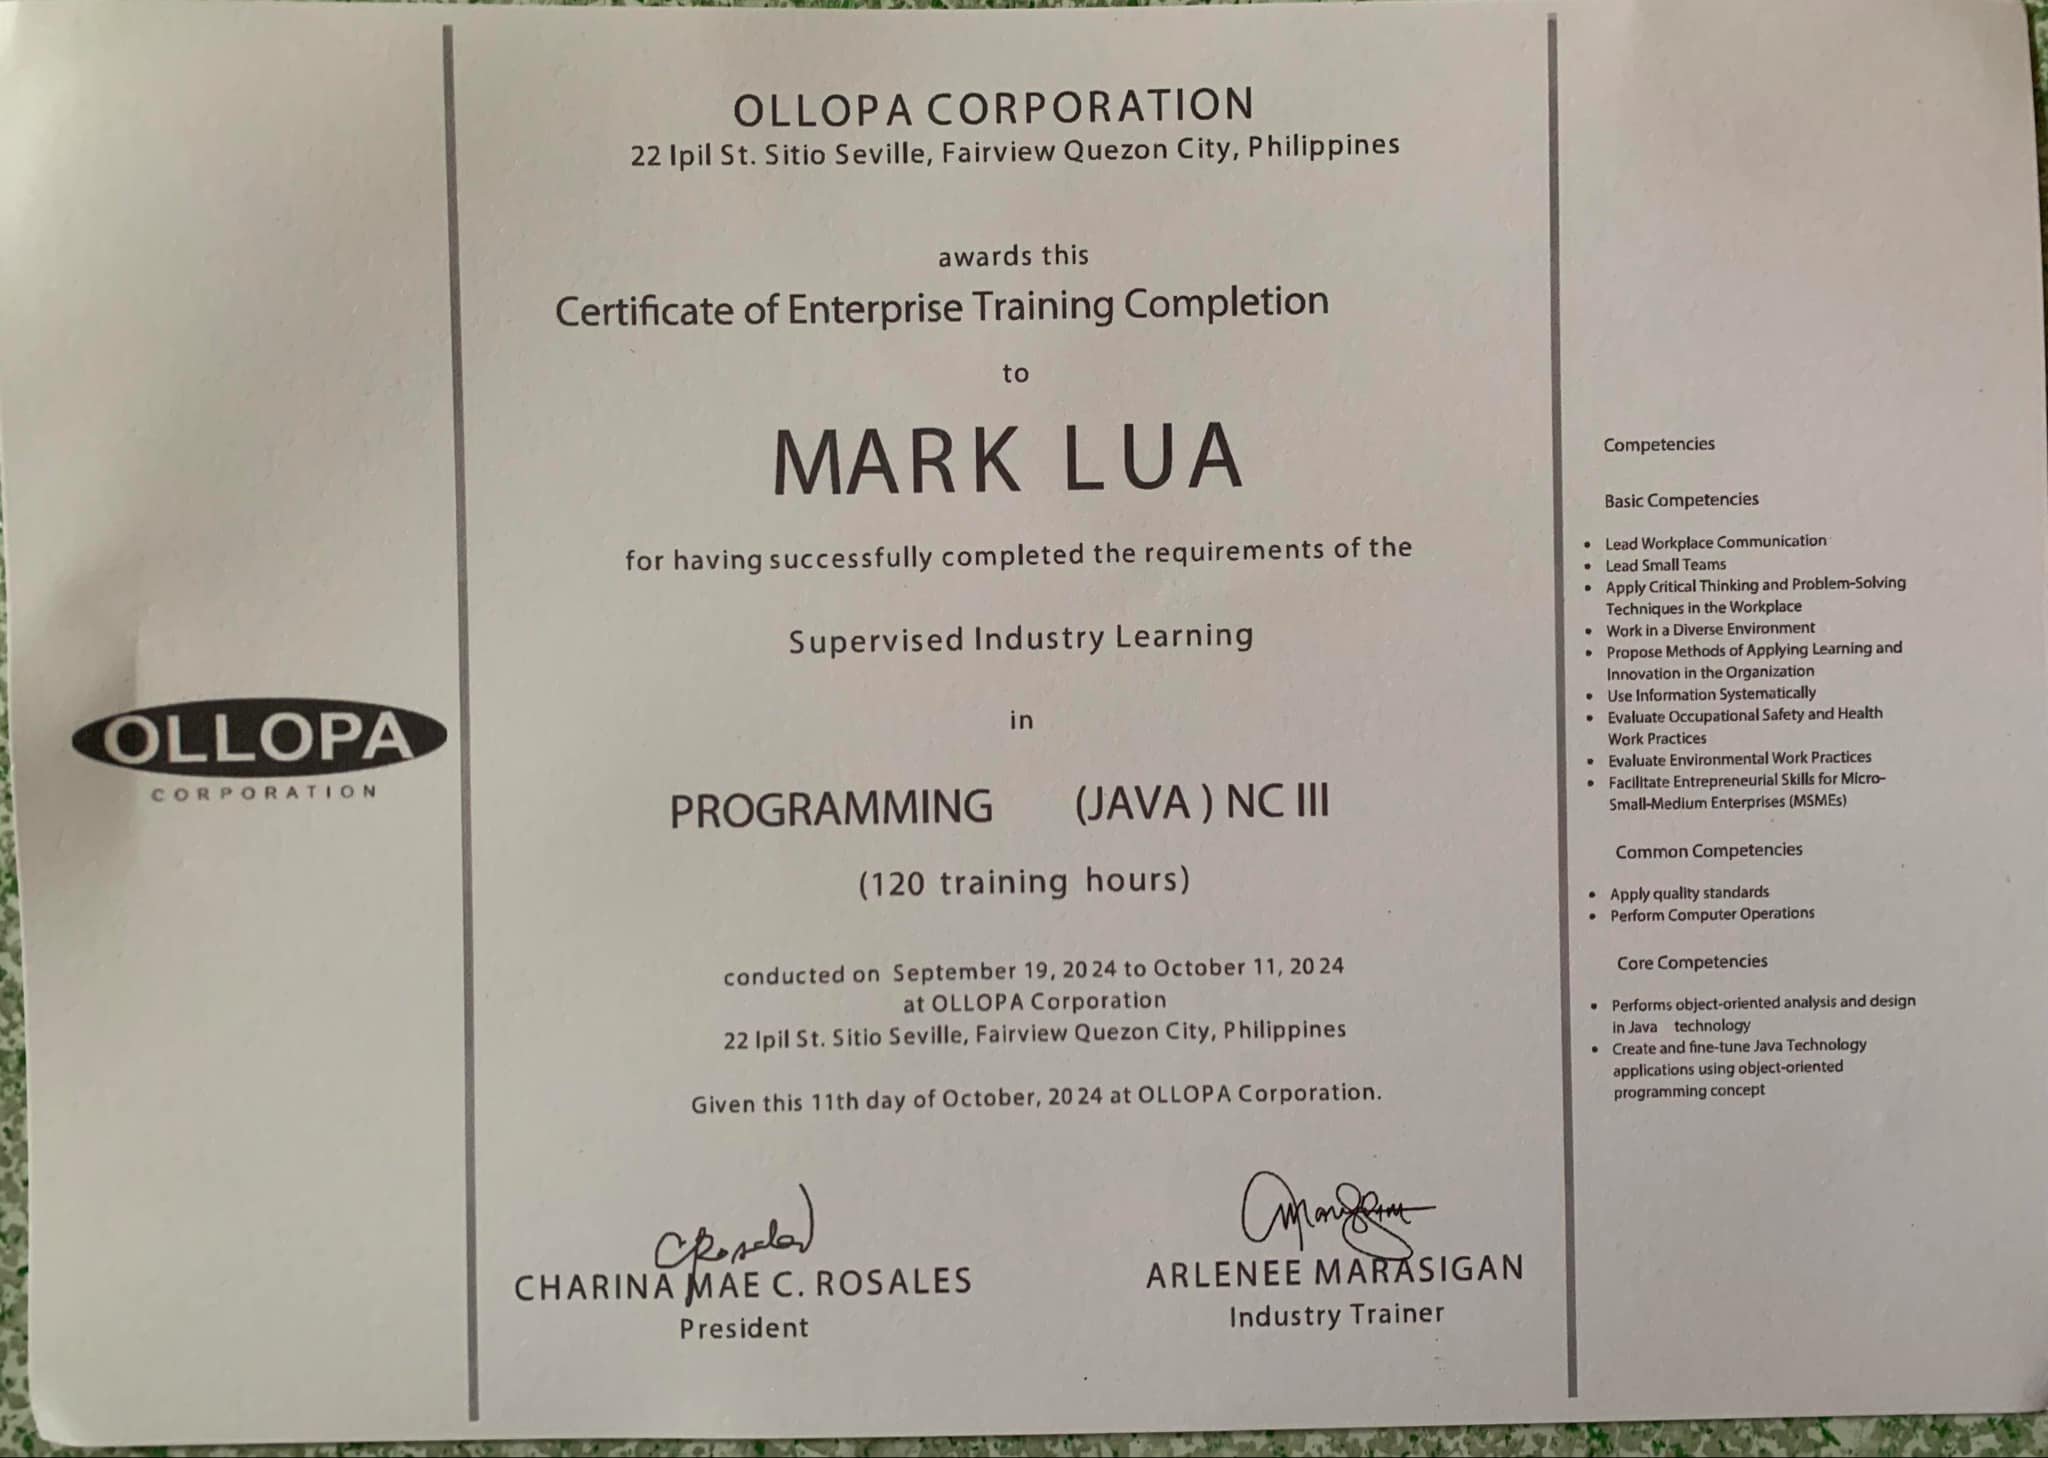 OLLOPA CORPORATION
22 Ipil St. Sitio Seville, Fairview Quezon City, Philippines
awards this
Certificate of Enterprise Training Completion
to
MARK LUA
for having successfully completed the requirements of the
Supervised Industry Learning
in
PROGRAMMING (JAVA ) NC III
(120 training hours)
conducted on September 19, 2024 to October 11, 2024
at OLLOPA Corporation
22 Ipil St. Sitio Seville, Fairview Quezon City, Philippines
Given this 11th day of October, 2024 at OLLOPA Corporation.
CRosales
CHARINA MAE C. ROSALES
President
AMarasigan
ARLENEE MARASIGAN
Industry Trainer
OLLOPA
CORPORATION
Competencies
Basic Competencies
• Lead Workplace Communication
• Lead Small Teams
• Apply Critical Thinking and Problem-Solving
Techniques in the Workplace
• Work in a Diverse Environment
• Propose Methods of Applying Learning and
Innovation in the Organization
• Use Information Systematically
• Evaluate Occupational Safety and Health
Work Practices
• Evaluate Environmental Work Practices
• Facilitate Entrepreneurial Skills for Micro-
Small-Medium Enterprises (MSMEs)
Common Competencies
• Apply quality standards
• Perform Computer Operations
Core Competencies
• Performs object-oriented analysis and design
in Java technology
• Create and fine-tune Java Technology
applications using object-oriented
programming concept